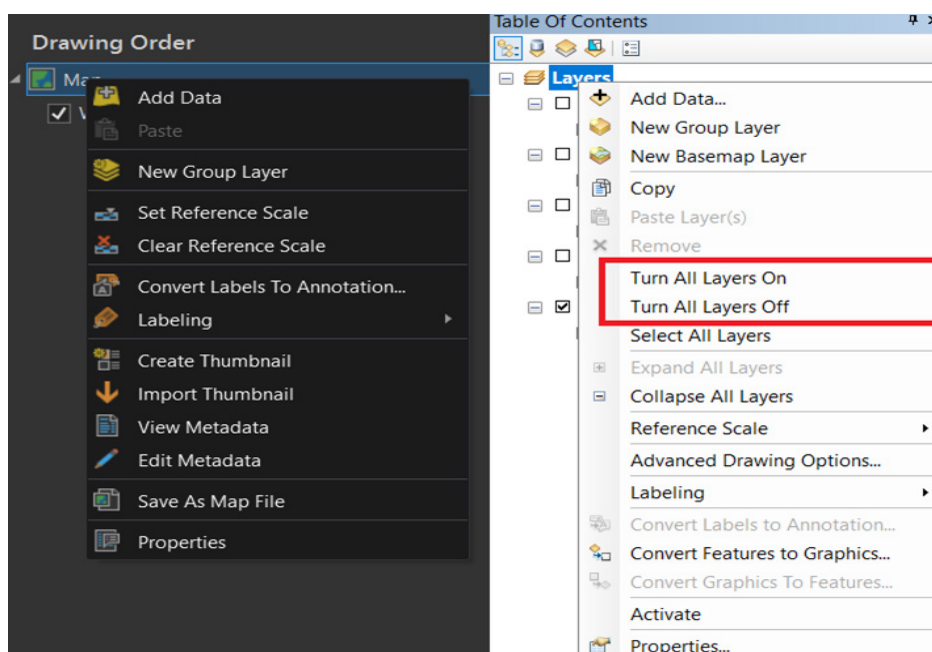 Drawing Order
Add Data
Paste
New Group Layer
Set Reference Scale
Clear Reference Scale
Convert Labels To Annotation...
Labeling
Create Thumbnail
Import Thumbnail
View Metadata
Edit Metadata
Save As Map File
Properties
Table Of Contents
Layers
Add Data...
New Group Layer
New Basemap Layer
Copy
Paste Layer(s)
Remove
Turn All Layers On
Turn All Layers Off
Select All Layers
Expand All Layers
Collapse All Layers
Reference Scale
Advanced Drawing Options...
Labeling
Convert Labels to Annotation...
Convert Features to Graphics...
Convert Graphics To Features...
Activate
Properties...